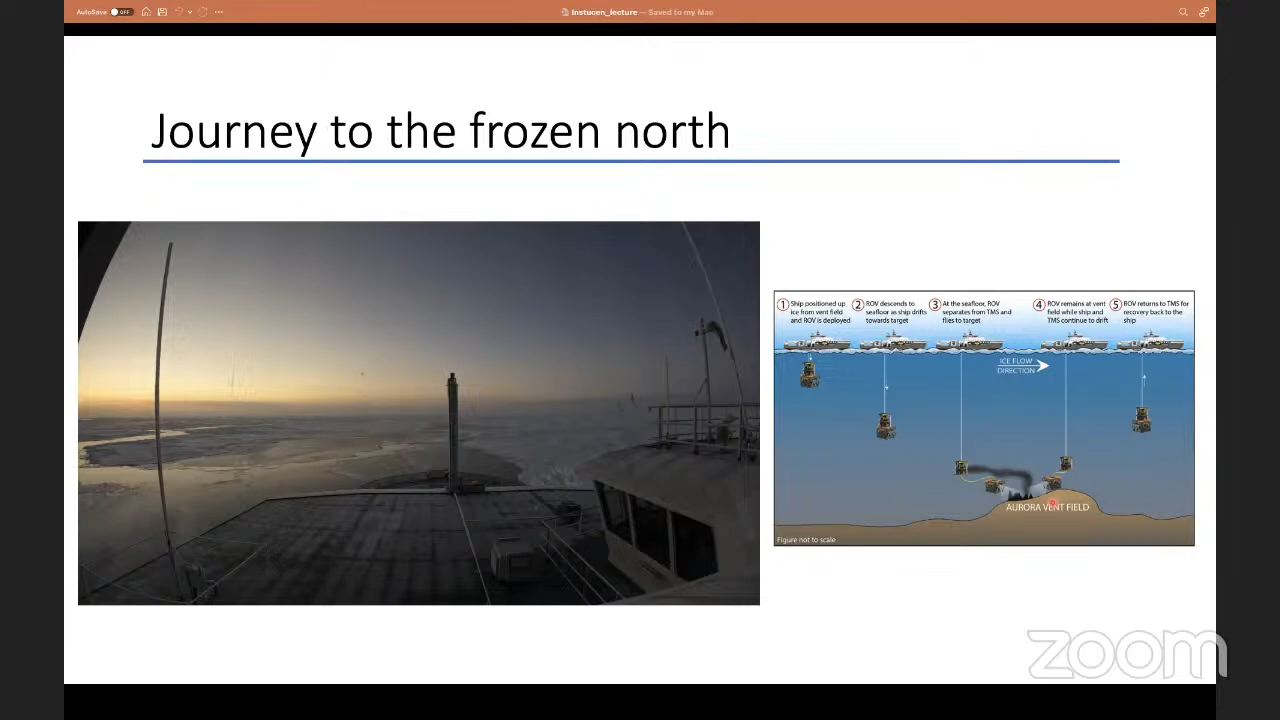 AutoSave OFF
Instucen_lecture — Saved to my Mac
Journey to the frozen north
1 Ship positioned up
ice from vent field
and ROV is deployed
2 ROV descends to
seafloor as ship drifts
towards target
3 At the seafloor, ROV
separates from TMS and
flies to target
4 ROV remains at vent
field while ship and
TMS continue to drift
5 ROV returns to TMS for
recovery back to the
ship
ICE FLOW
DIRECTION
AURORA VENT FIELD
Figure not to scale
zoom